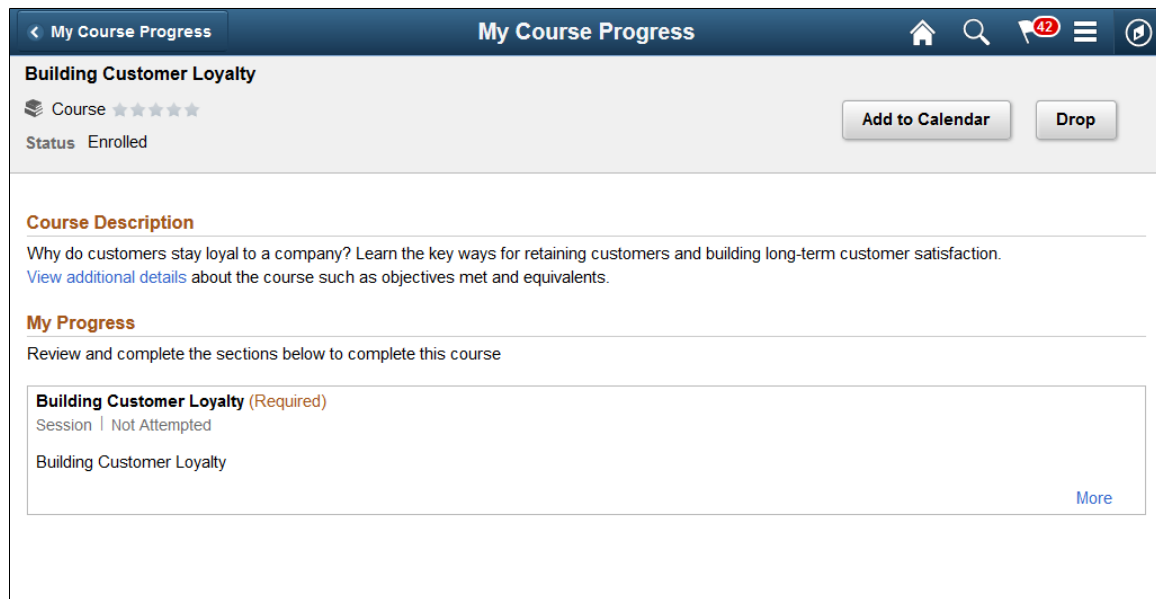 My Course Progress
My Course Progress
42
Building Customer Loyalty
Course
Add to Calendar
Drop
Status Enrolled
Course Description
Why do customers stay loyal to a company? Learn the key ways for retaining customers and building long-term customer satisfaction.
View additional details about the course such as objectives met and equivalents.
My Progress
Review and complete the sections below to complete this course
Building Customer Loyalty (Required)
Session | Not Attempted
Building Customer Loyalty
More